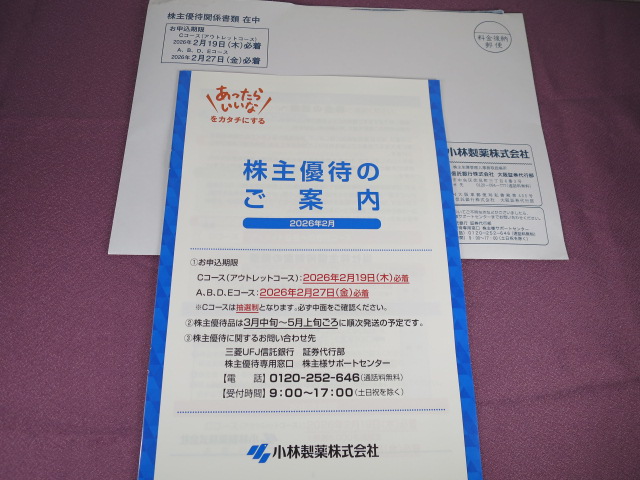 株主優待関係書類 在中
お申込期限
Cコース(アウトレットコース)
2026年2月19日(木)必着
A、B、D、Eコース
2026年2月27日(金)必着
料金後納
郵便
小林製薬株式会社
あったら
いいな
をカタチにする
株主優待の
ご案内
2026年2月
①お申込期限
Cコース(アウトレットコース):2026年2月19日(木)必着
A、B、D、Eコース:2026年2月27日(金)必着
※Cコースは抽選制となります。必ず中面をご確認ください。
②株主優待品は3月中旬～5月上旬ごろに順次発送の予定です。
③株主優待に関するお問い合わせ先
三菱UFJ信託銀行 証券代行部
株主優待専用窓口 株主様サポートセンター
【電 話】0120-252-646(通話料無料)
【受付時間】9:00～17:00(土日祝を除く)
小林製薬株式会社